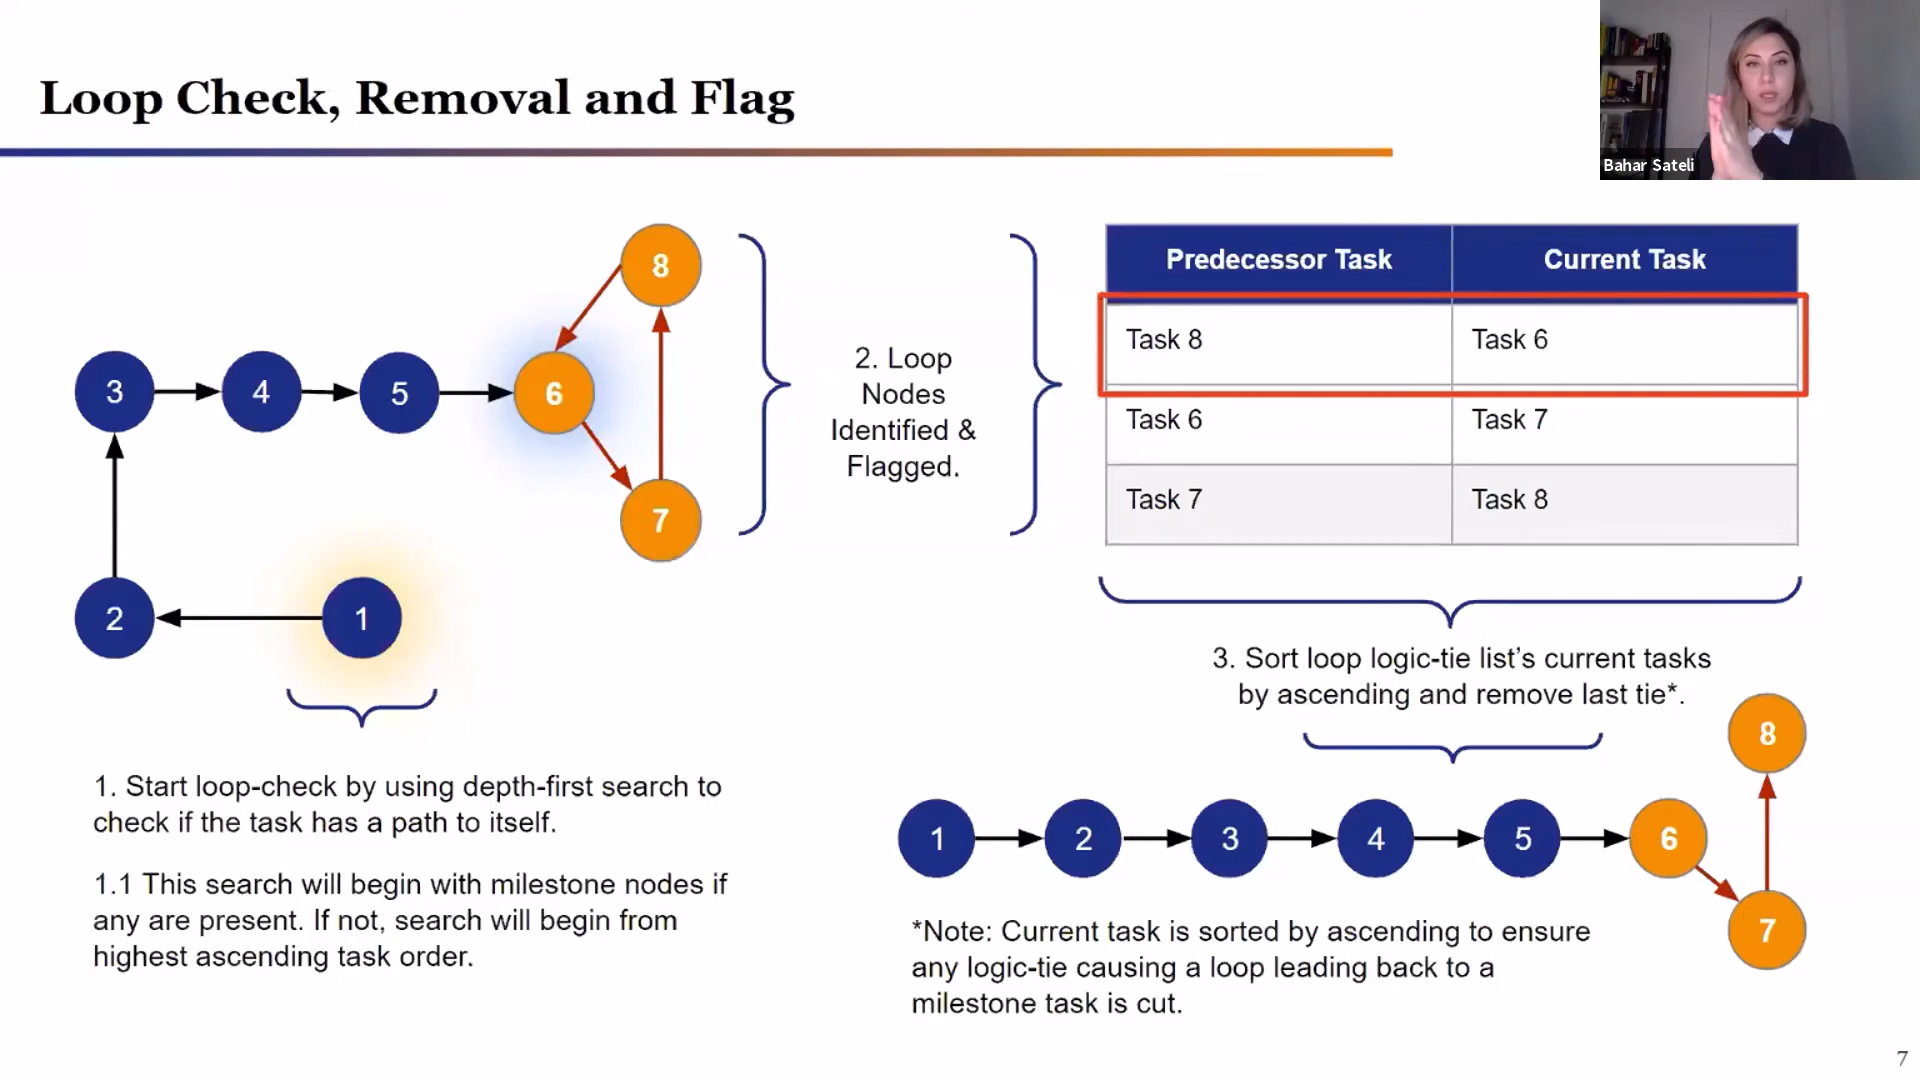 Loop Check, Removal and Flag
Bahar Sateli
8
3
4
5
6
7
2
1
2. Loop
Nodes
Identified &
Flagged.
Predecessor Task Current Task
Task 8 Task 6
Task 6 Task 7
Task 7 Task 8
1. Start loop-check by using depth-first search to
check if the task has a path to itself.
1.1 This search will begin with milestone nodes if
any are present. If not, search will begin from
highest ascending task order.
3. Sort loop logic-tie list’s current tasks
by ascending and remove last tie*.
8
1
2
3
4
5
6
7
*Note: Current task is sorted by ascending to ensure
any logic-tie causing a loop leading back to a
milestone task is cut.
7